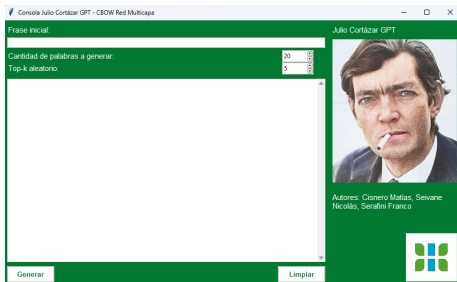 Consola Julio Cortázar GPT - CBOW Red Multicapa
Frase inicial:
Julio Cortázar GPT
Cantidad de palabras a generar:
20
Top-k aleatorio:
5
Autores: Cisnero Matías, Seivane
Nicolás, Serafini Franco
Generar
Limpiar